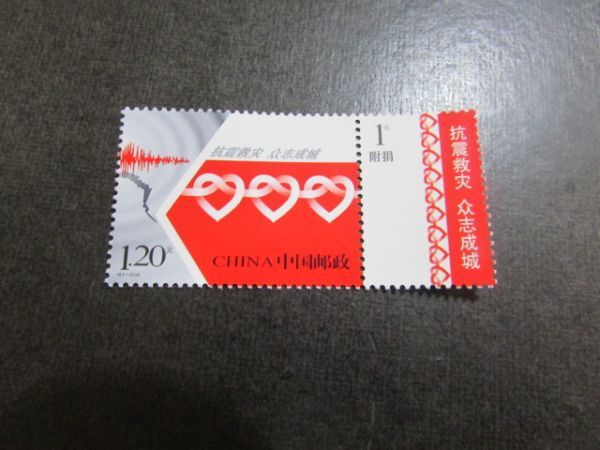 抗震救灾 众志成城
1.20元
CHINA 中国邮政
1元
附捐
抗震救灾 众志成城